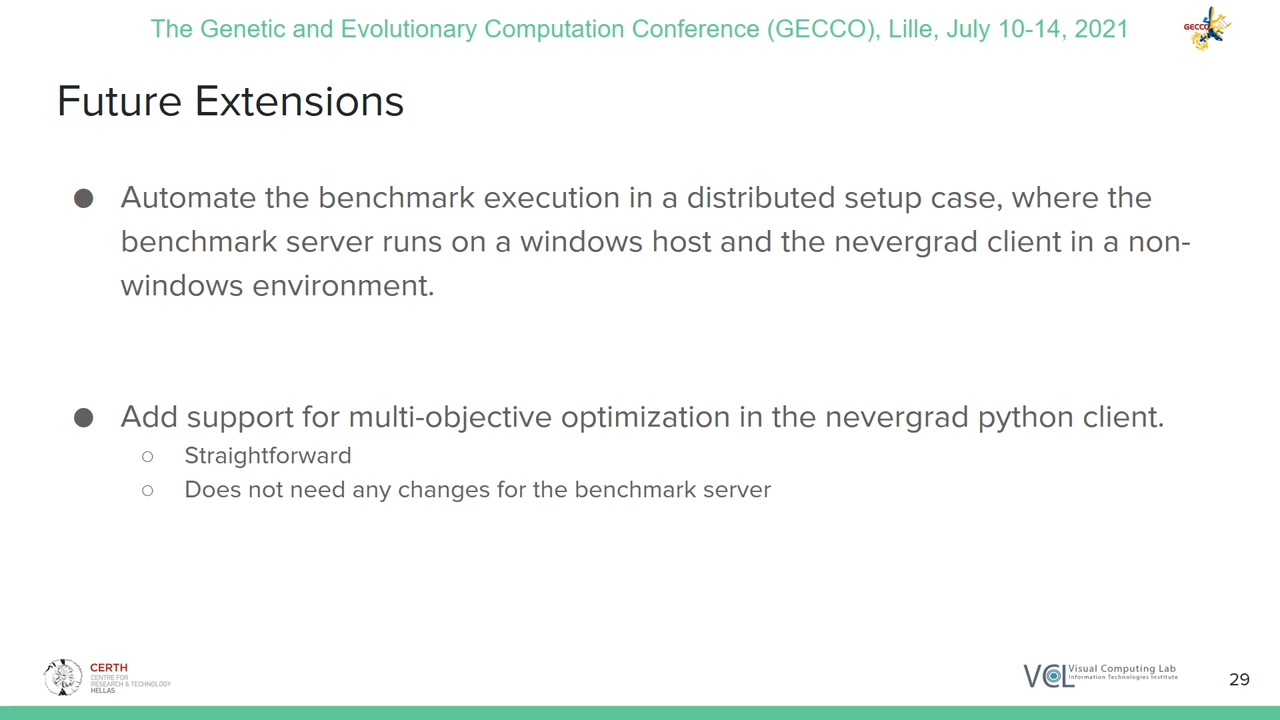 The Genetic and Evolutionary Computation Conference (GECCO), Lille, July 10-14, 2021
GECCO
Future Extensions
● Automate the benchmark execution in a distributed setup case, where the
benchmark server runs on a windows host and the nevergrad client in a non-
windows environment.
● Add support for multi-objective optimization in the nevergrad python client.
○ Straightforward
○ Does not need any changes for the benchmark server
CERTH
CENTRE FOR
RESEARCH & TECHNOLOGY
HELLAS
VCL
Visual Computing Lab
Information Technologies Institute
29